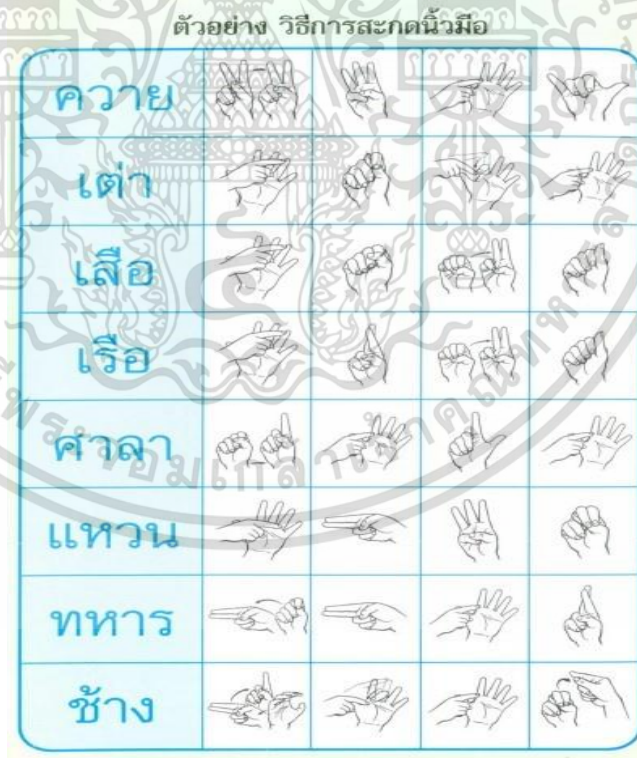 ตัวอย่าง วิธีการสะกดนิ้วมือ
ควาย
เต่า
เสือ
เรือ
ศาลา
แหวน
ทหาร
ช้าง